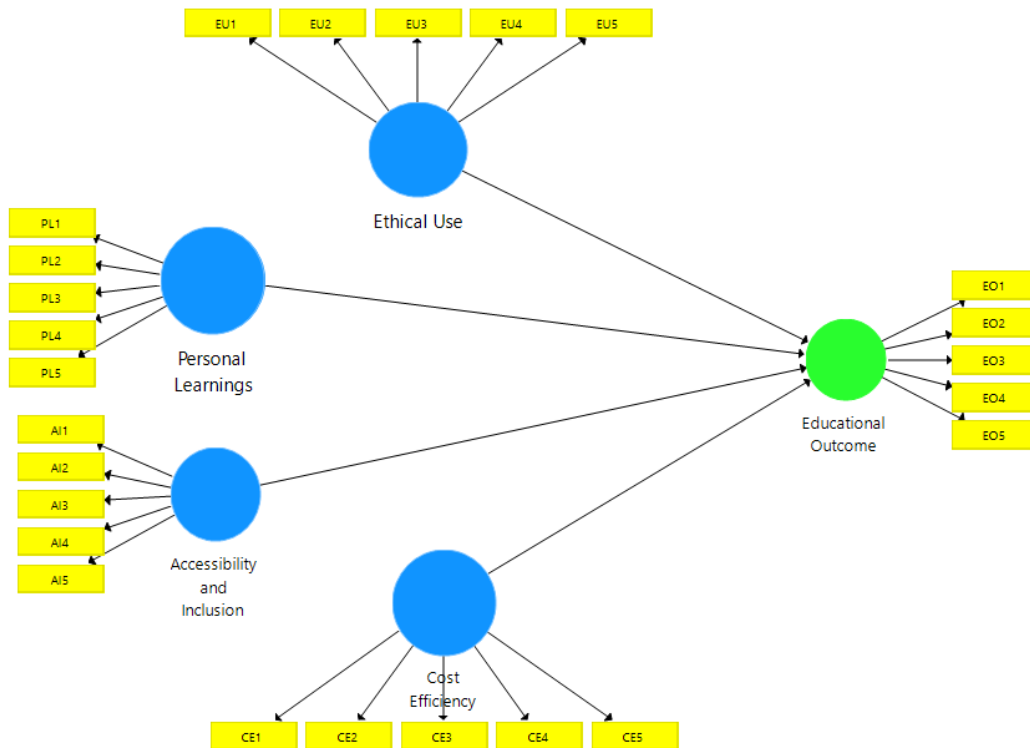 EU1
EU2
EU3
EU4
EU5
Ethical Use
PL1
PL2
PL3
PL4
PL5
Personal
Learnings
EO1
EO2
EO3
EO4
EO5
Educational
Outcome
AI1
AI2
AI3
AI4
AI5
Accessibility
and
Inclusion
Cost
Efficiency
CE1
CE2
CE3
CE4
CE5